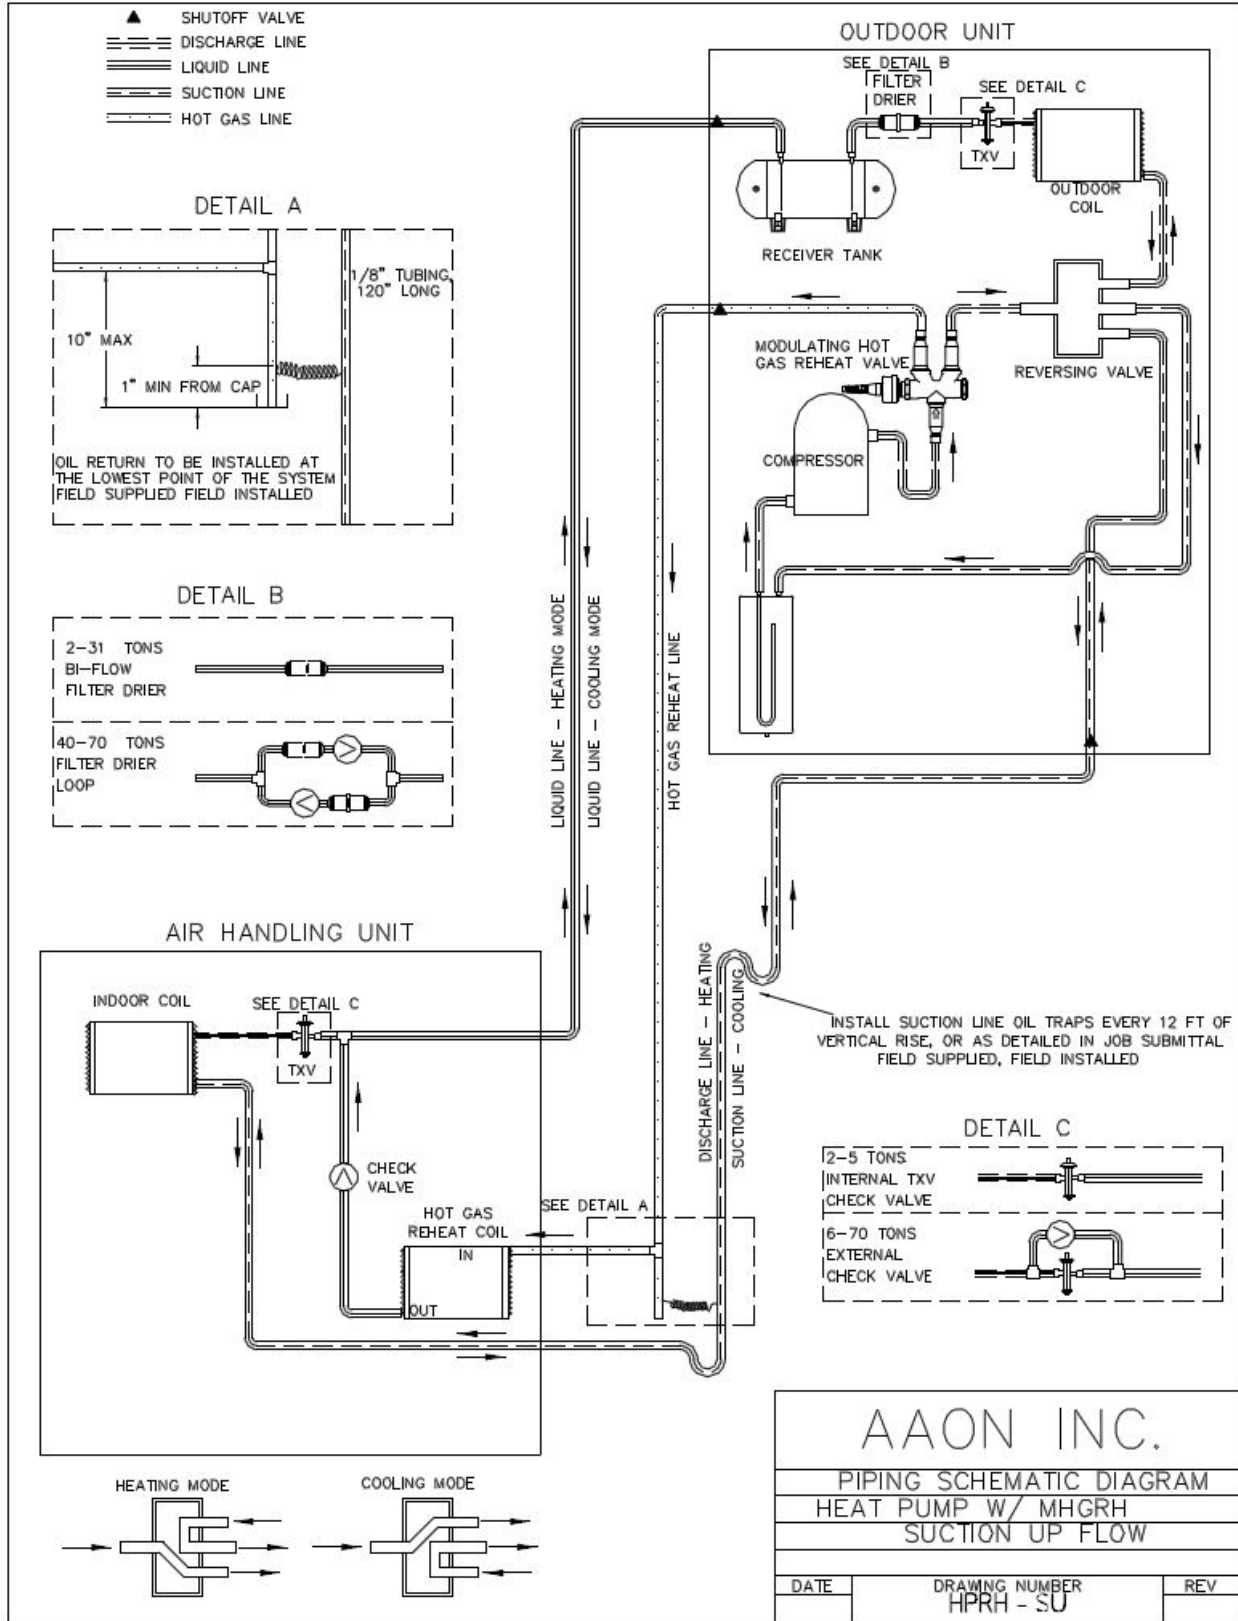 SHUTOFF VALVE
DISCHARGE LINE
LIQUID LINE
SUCTION LINE
HOT GAS LINE
OUTDOOR UNIT
SEE DETAIL B
FILTER
DRIER
SEE DETAIL C
TXV
OUTDOOR
COIL
RECEIVER TANK
MODULATING HOT
GAS REHEAT VALVE
REVERSING VALVE
COMPRESSOR
DETAIL A
1/8" TUBING,
120" LONG
10" MAX
1" MIN FROM CAP
OIL RETURN TO BE INSTALLED AT
THE LOWEST POINT OF THE SYSTEM
FIELD SUPPLIED FIELD INSTALLED
DETAIL B
2-31 TONS
BI-FLOW
FILTER DRIER
40-70 TONS
FILTER DRIER
LOOP
LIQUID LINE - HEATING MODE
LIQUID LINE - COOLING MODE
HOT GAS REHEAT LINE
DISCHARGE LINE - HEATING
SUCTION LINE - COOLING
INSTALL SUCTION LINE OIL TRAPS EVERY 12 FT OF
VERTICAL RISE, OR AS DETAILED IN JOB SUBMITTAL
FIELD SUPPLIED, FIELD INSTALLED
AIR HANDLING UNIT
INDOOR COIL
SEE DETAIL C
TXV
CHECK
VALVE
HOT GAS
REHEAT COIL
IN
OUT
SEE DETAIL A
DETAIL C
2-5 TONS
INTERNAL TXV
CHECK VALVE
6-70 TONS
EXTERNAL
CHECK VALVE
HEATING MODE
COOLING MODE
AAON INC.
PIPING SCHEMATIC DIAGRAM
HEAT PUMP W/ MHGRH
SUCTION UP FLOW
DATE
DRAWING NUMBER
HPRH - SU
REV